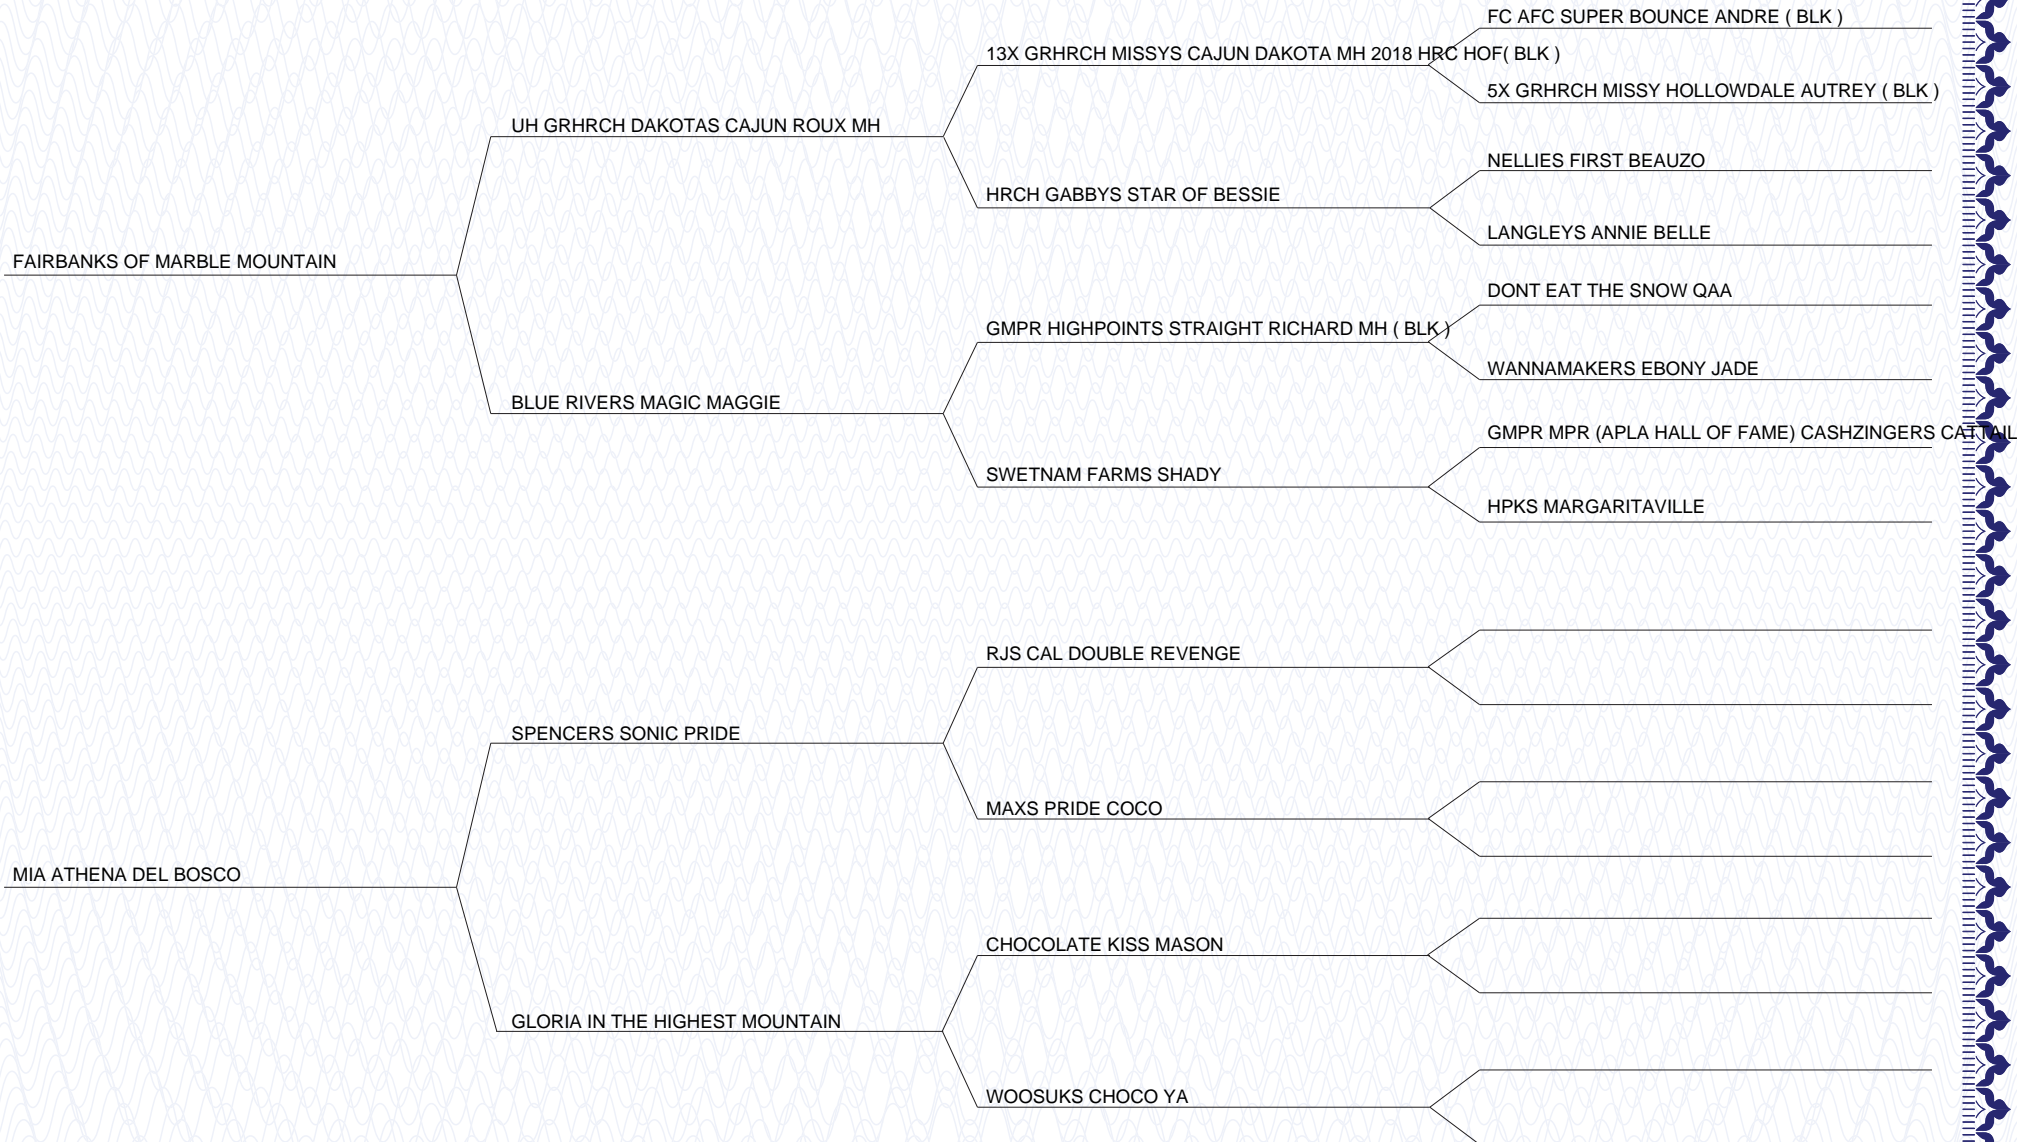 FC AFC SUPER BOUNCE ANDRE ( BLK )
13X GRHRCH MISSYS CAJUN DAKOTA MH 2018 HRC HOF( BLK )
5X GRHRCH MISSY HOLLOWDALE AUTREY ( BLK )
UH GRHRCH DAKOTAS CAJUN ROUX MH
NELLIES FIRST BEAUZO
HRCH GABBYS STAR OF BESSIE
LANGLEYS ANNIE BELLE
FAIRBANKS OF MARBLE MOUNTAIN
DONT EAT THE SNOW QAA
GMPR HIGHPOINTS STRAIGHT RICHARD MH ( BLK )
WANNAMAKERS EBONY JADE
BLUE RIVERS MAGIC MAGGIE
GMPR MPR (APLA HALL OF FAME) CASHZINGERS CATTAIL
SWETNAM FARMS SHADY
HPKS MARGARITAVILLE
RJS CAL DOUBLE REVENGE
SPENCERS SONIC PRIDE
MAXS PRIDE COCO
MIA ATHENA DEL BOSCO
CHOCOLATE KISS MASON
GLORIA IN THE HIGHEST MOUNTAIN
WOOSUKS CHOCO YA